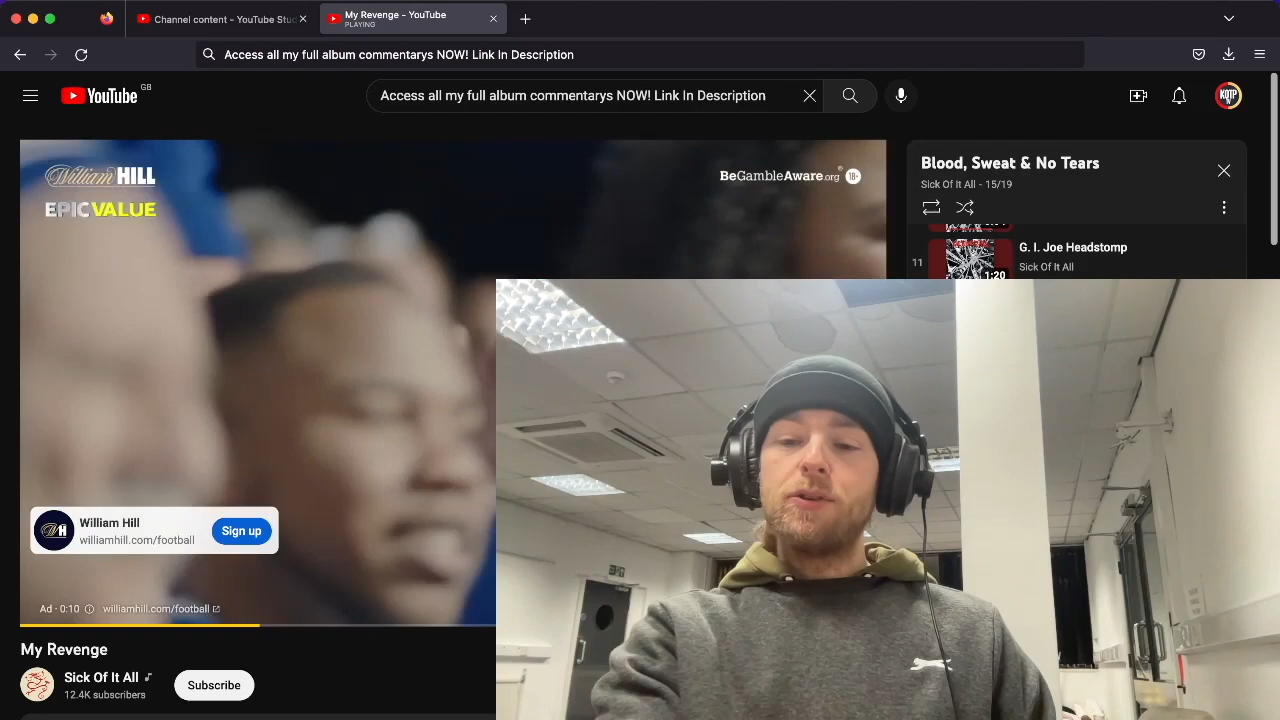 Channel content - YouTube Stud
My Revenge - YouTube
PLAYING
Access all my full album commentarys NOW! Link In Description
YouTube GB
Access all my full album commentarys NOW! Link In Description
KOTP
William HILL
EPIC VALUE
BeGambleAware.org 18+
Blood, Sweat & No Tears
Sick Of It All - 15/19
11
G. I. Joe Headstomp
Sick Of It All
1:20
William Hill
williamhill.com/football
Sign up
WH
Ad · 0:10
williamhill.com/football
My Revenge
Sick Of It All
12.4K subscribers
Subscribe